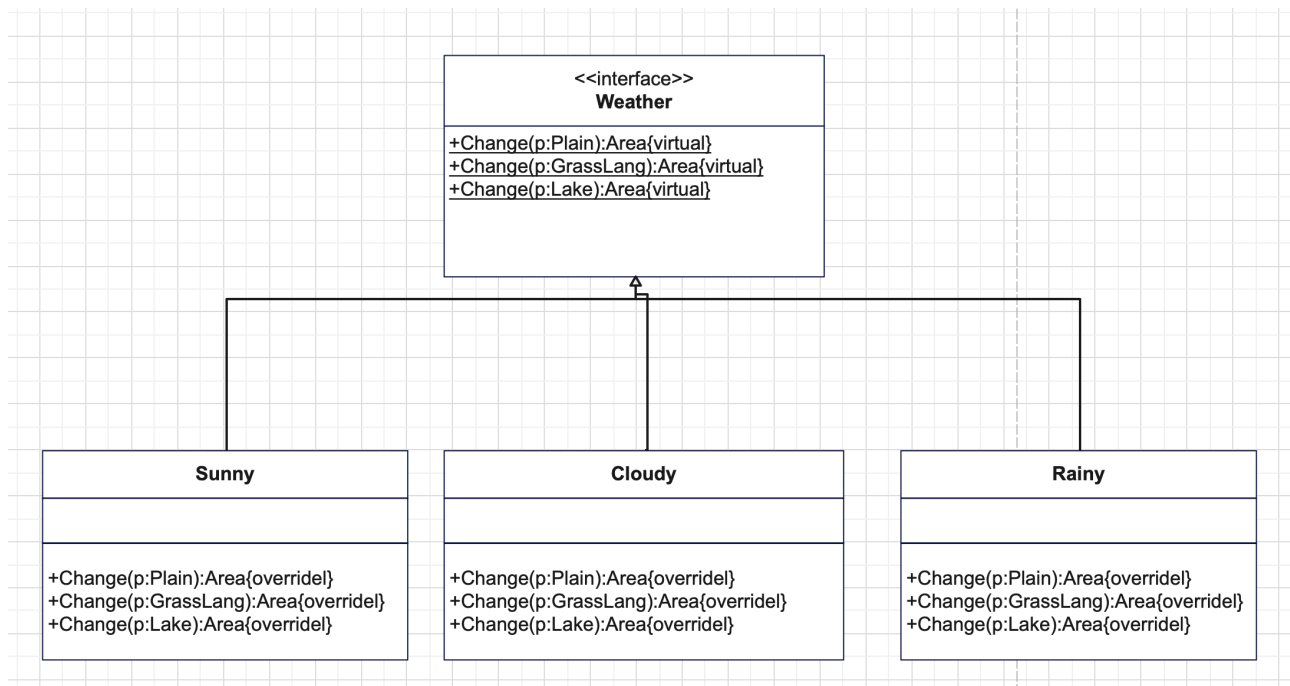 <<interface>>
Weather
+Change(p:Plain):Area{virtual}
+Change(p:GrassLang):Area{virtual}
+Change(p:Lake):Area{virtual}
Sunny
+Change(p:Plain):Area{overridel}
+Change(p:GrassLang):Area{overridel}
+Change(p:Lake):Area{overridel}
Cloudy
+Change(p:Plain):Area{overridel}
+Change(p:GrassLang):Area{overridel}
+Change(p:Lake):Area{overridel}
Rainy
+Change(p:Plain):Area{overridel}
+Change(p:GrassLang):Area{overridel}
+Change(p:Lake):Area{overridel}